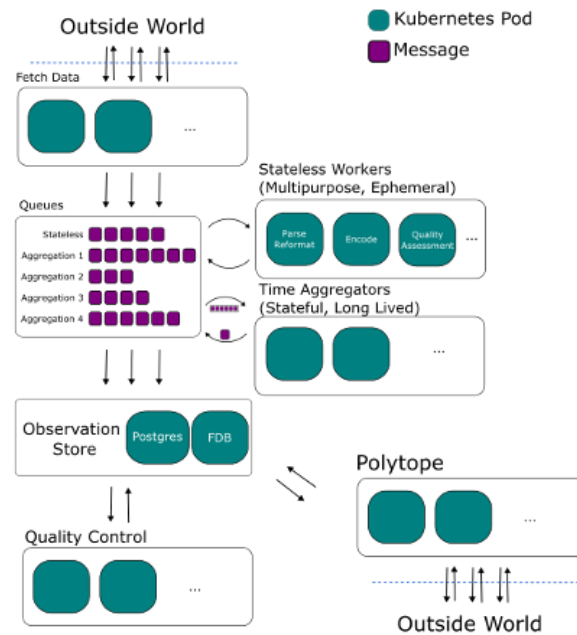 Outside World
Kubernetes Pod
Message
Fetch Data
...
Stateless Workers
(Multipurpose, Ephemeral)
Parse
Reformat
Encode
Quality
Assessment
...
Queues
Stateless
Aggregation 1
Aggregation 2
Aggregation 3
Aggregation 4
Time Aggregators
(Stateful, Long Lived)
...
Observation
Store
Postgres
FDB
Polytope
...
Quality Control
...
Outside World